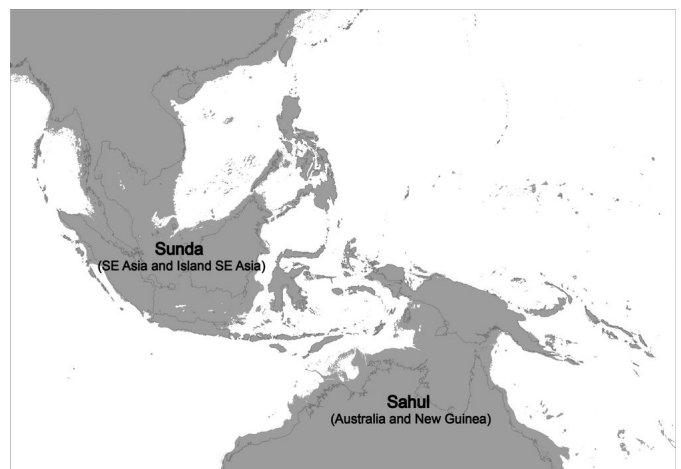 Sunda
(SE Asia and Island SE Asia)
Sahul
(Australia and New Guinea)